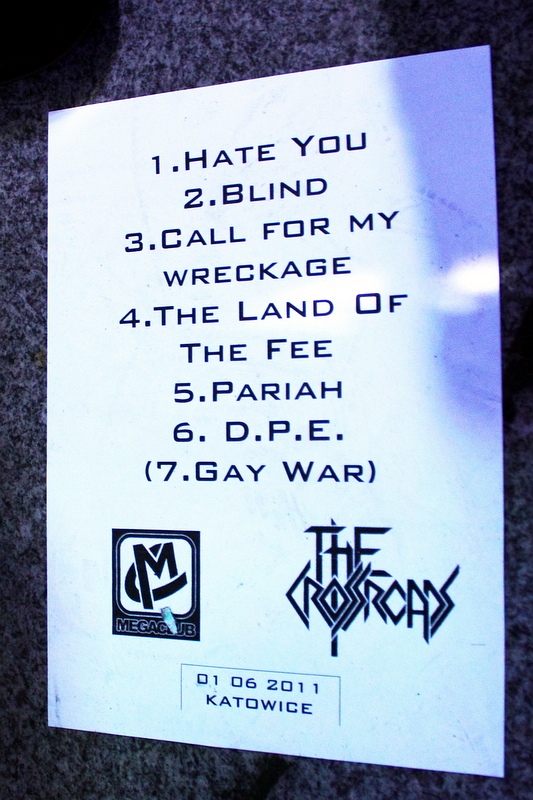 1.Hate You
2.Blind
3.Call for my
wreckage
4.The Land Of
The Fee
5.Pariah
6. D.P.E.
(7.Gay War)
MC
MEGACLUB
THE
CROSSROADS
01 06 2011
Katowice